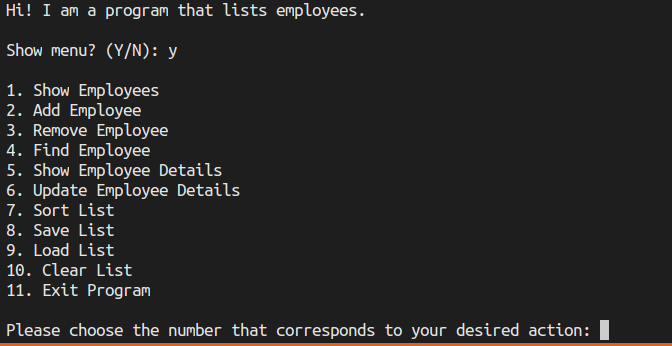 Hi! I am a program that lists employees.
Show menu? (Y/N): y
1. Show Employees
2. Add Employee
3. Remove Employee
4. Find Employee
5. Show Employee Details
6. Update Employee Details
7. Sort List
8. Save List
9. Load List
10. Clear List
11. Exit Program
Please choose the number that corresponds to your desired action: